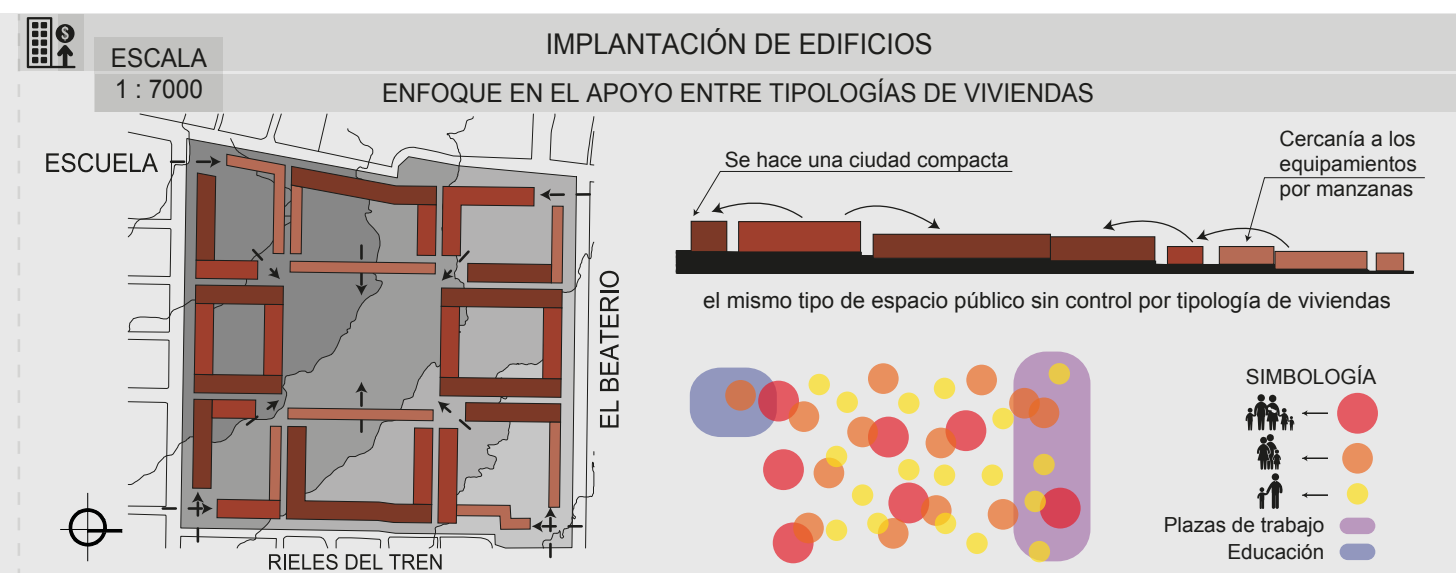 $
ESCALA
1 : 7000
IMPLANTACIÓN DE EDIFICIOS
ENFOQUE EN EL APOYO ENTRE TIPOLOGÍAS DE VIVIENDAS
ESCUELA
EL BEATERIO
RIELES DEL TREN
Se hace una ciudad compacta
Cercanía a los
equipamientos
por manzanas
el mismo tipo de espacio público sin control por tipología de viviendas
SIMBOLOGÍA
Plazas de trabajo
Educación